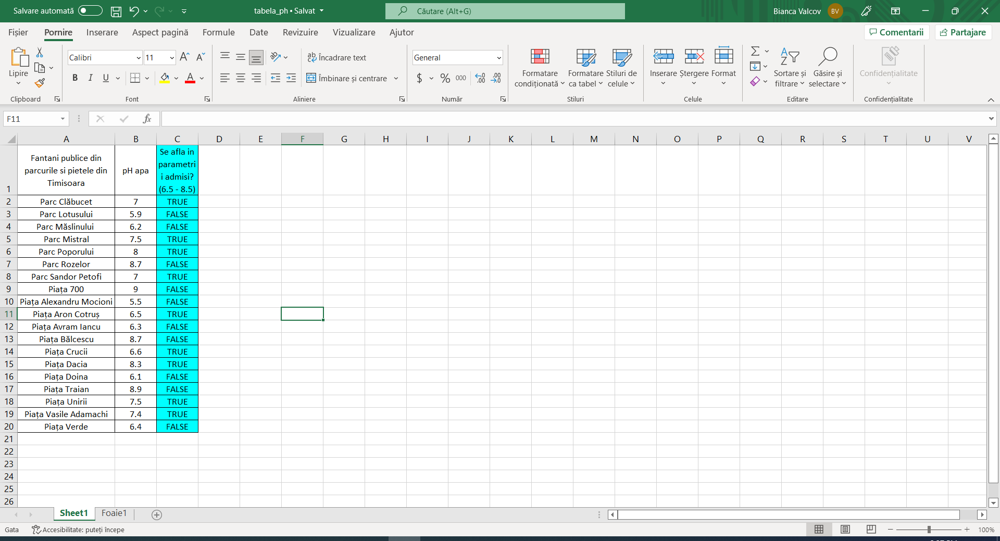 Salvare automată
tabela_ph • Salvat
Căutare (Alt+G)
Bianca Valcov
BV
Fișier Pornire Inserare Aspect pagină Formule Date Revizuire Vizualizare Ajutor
Comentarii Partajare
Lipire
Calibri 11
B I U
Încadrare text
Îmbinare și centrare
General
$ % 000
Formatare condiționată
Formatare ca tabel
Stiluri de celule
Inserare Ștergere Format
Sortare și filtrare
Găsire și selectare
Confidențialitate
Clipboard Font Aliniere Număr Stiluri Celule Editare Confidențialitate
F11 fx
A B C D E F G H I J K L M N O P Q R S T U V
1 Fantani publice din parcurile si pietele din Timisoara pH apa Se afla in parametri i admisi? (6.5 - 8.5)
2 Parc Clăbucet 7 TRUE
3 Parc Lotusului 5.9 FALSE
4 Parc Măslinului 6.2 FALSE
5 Parc Mistral 7.5 TRUE
6 Parc Poporului 8 TRUE
7 Parc Rozelor 8.7 FALSE
8 Parc Sandor Petofi 7 TRUE
9 Piața 700 9 FALSE
10 Piața Alexandru Mocioni 5.5 FALSE
11 Piața Aron Cotruș 6.5 TRUE
12 Piața Avram Iancu 6.3 FALSE
13 Piața Bălcescu 8.7 FALSE
14 Piața Crucii 6.6 TRUE
15 Piața Dacia 8.3 TRUE
16 Piața Doina 6.1 FALSE
17 Piața Traian 8.9 FALSE
18 Piața Unirii 7.5 TRUE
19 Piața Vasile Adamachi 7.4 TRUE
20 Piața Verde 6.4 FALSE
21
22
23
24
25
26
Sheet1 Foaie1
Gata Accesibilitate: puteți începe 100%